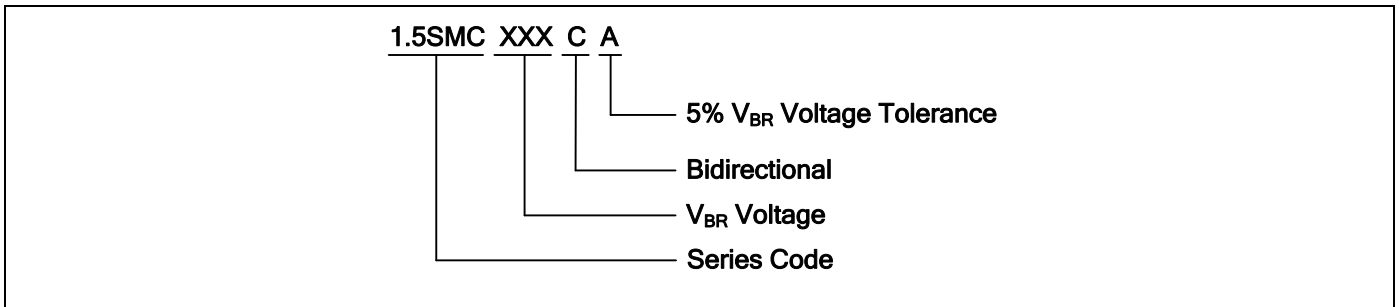 1.5SMC XXX C A
5% VBR Voltage Tolerance
Bidirectional
VBR Voltage
Series Code